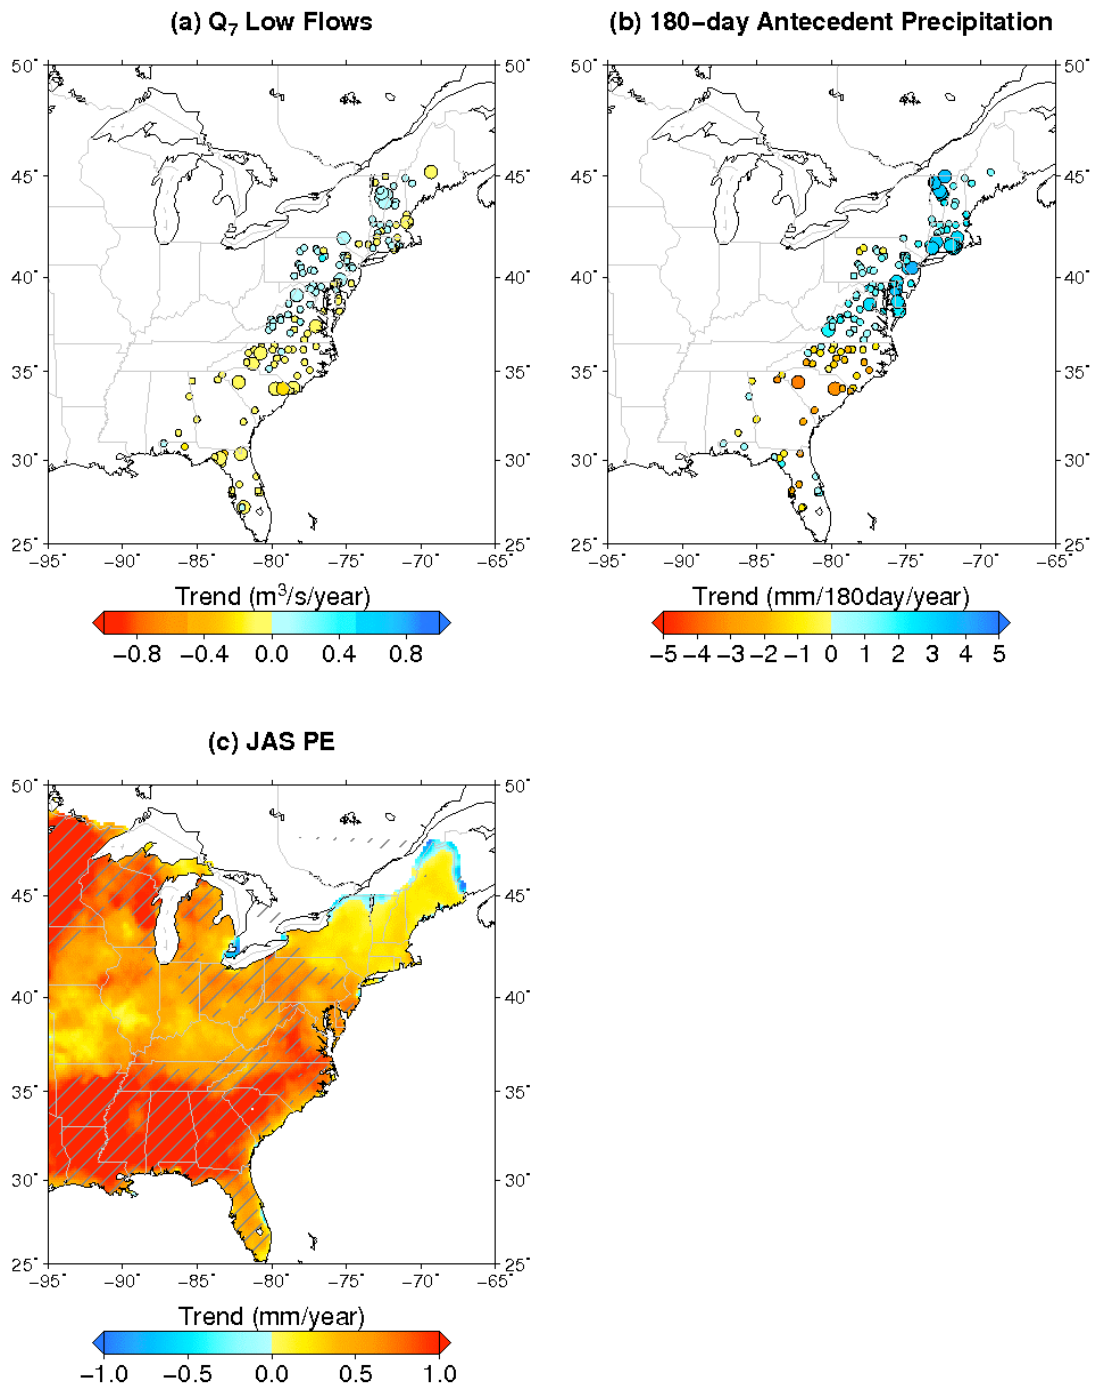 (a) Q7 Low Flows
(b) 180−day Antecedent Precipitation
50° 50° 50° 50°
45° 45° 45° 45°
40° 40° 40° 40°
35° 35° 35° 35°
30° 30° 30° 30°
25° 25° 25° 25°
−95 −90 −85 −80 −75 −70 −65 −95 −90 −85 −80 −75 −70 −65
Trend (m³/s/year)
Trend (mm/180day/year)
−0.8 −0.4 0.0 0.4 0.8
−5 −4 −3 −2 −1 0 1 2 3 4 5
(c) JAS PE
50° 50°
45° 45°
40° 40°
35° 35°
30° 30°
25° 25°
−95 −90 −85 −80 −75 −70 −65
Trend (mm/year)
−1.0 −0.5 0.0 0.5 1.0